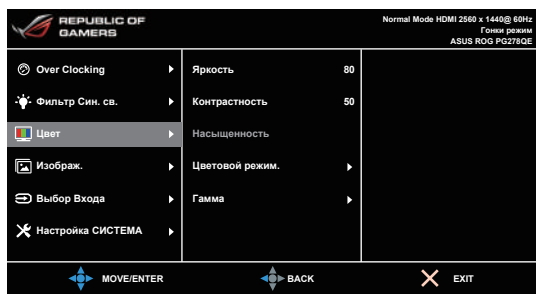 REPUBLIC OF
GAMERS
Normal Mode HDMI 2560 x 1440@ 60Hz
Гонки режим
ASUS ROG PG278QE
Over Clocking
Фильтр Син. св.
Цвет
Изображ.
Выбор Входа
Настройка СИСТЕМА
Яркость 80
Контрастность 50
Насыщенность
Цветовой режим.
Гамма
MOVE/ENTER
BACK
EXIT